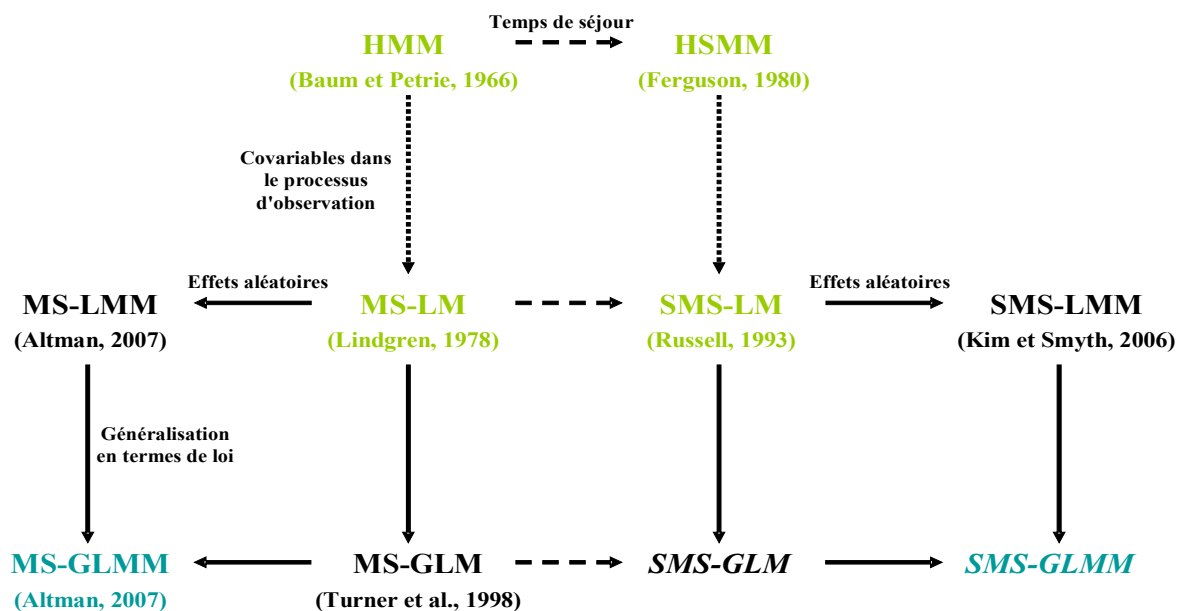 Temps de séjour
HMM
HSMM
(Baum et Petrie, 1966)
(Ferguson, 1980)
Covariables dans
le processus
d'observation
Effets aléatoires
Effets aléatoires
MS-LMM
MS-LM
SMS-LM
SMS-LMM
(Altman, 2007)
(Lindgren, 1978)
(Russell, 1993)
(Kim et Smyth, 2006)
Généralisation
en termes de loi
MS-GLMM
MS-GLM
SMS-GLM
SMS-GLMM
(Altman, 2007)
(Turner et al., 1998)